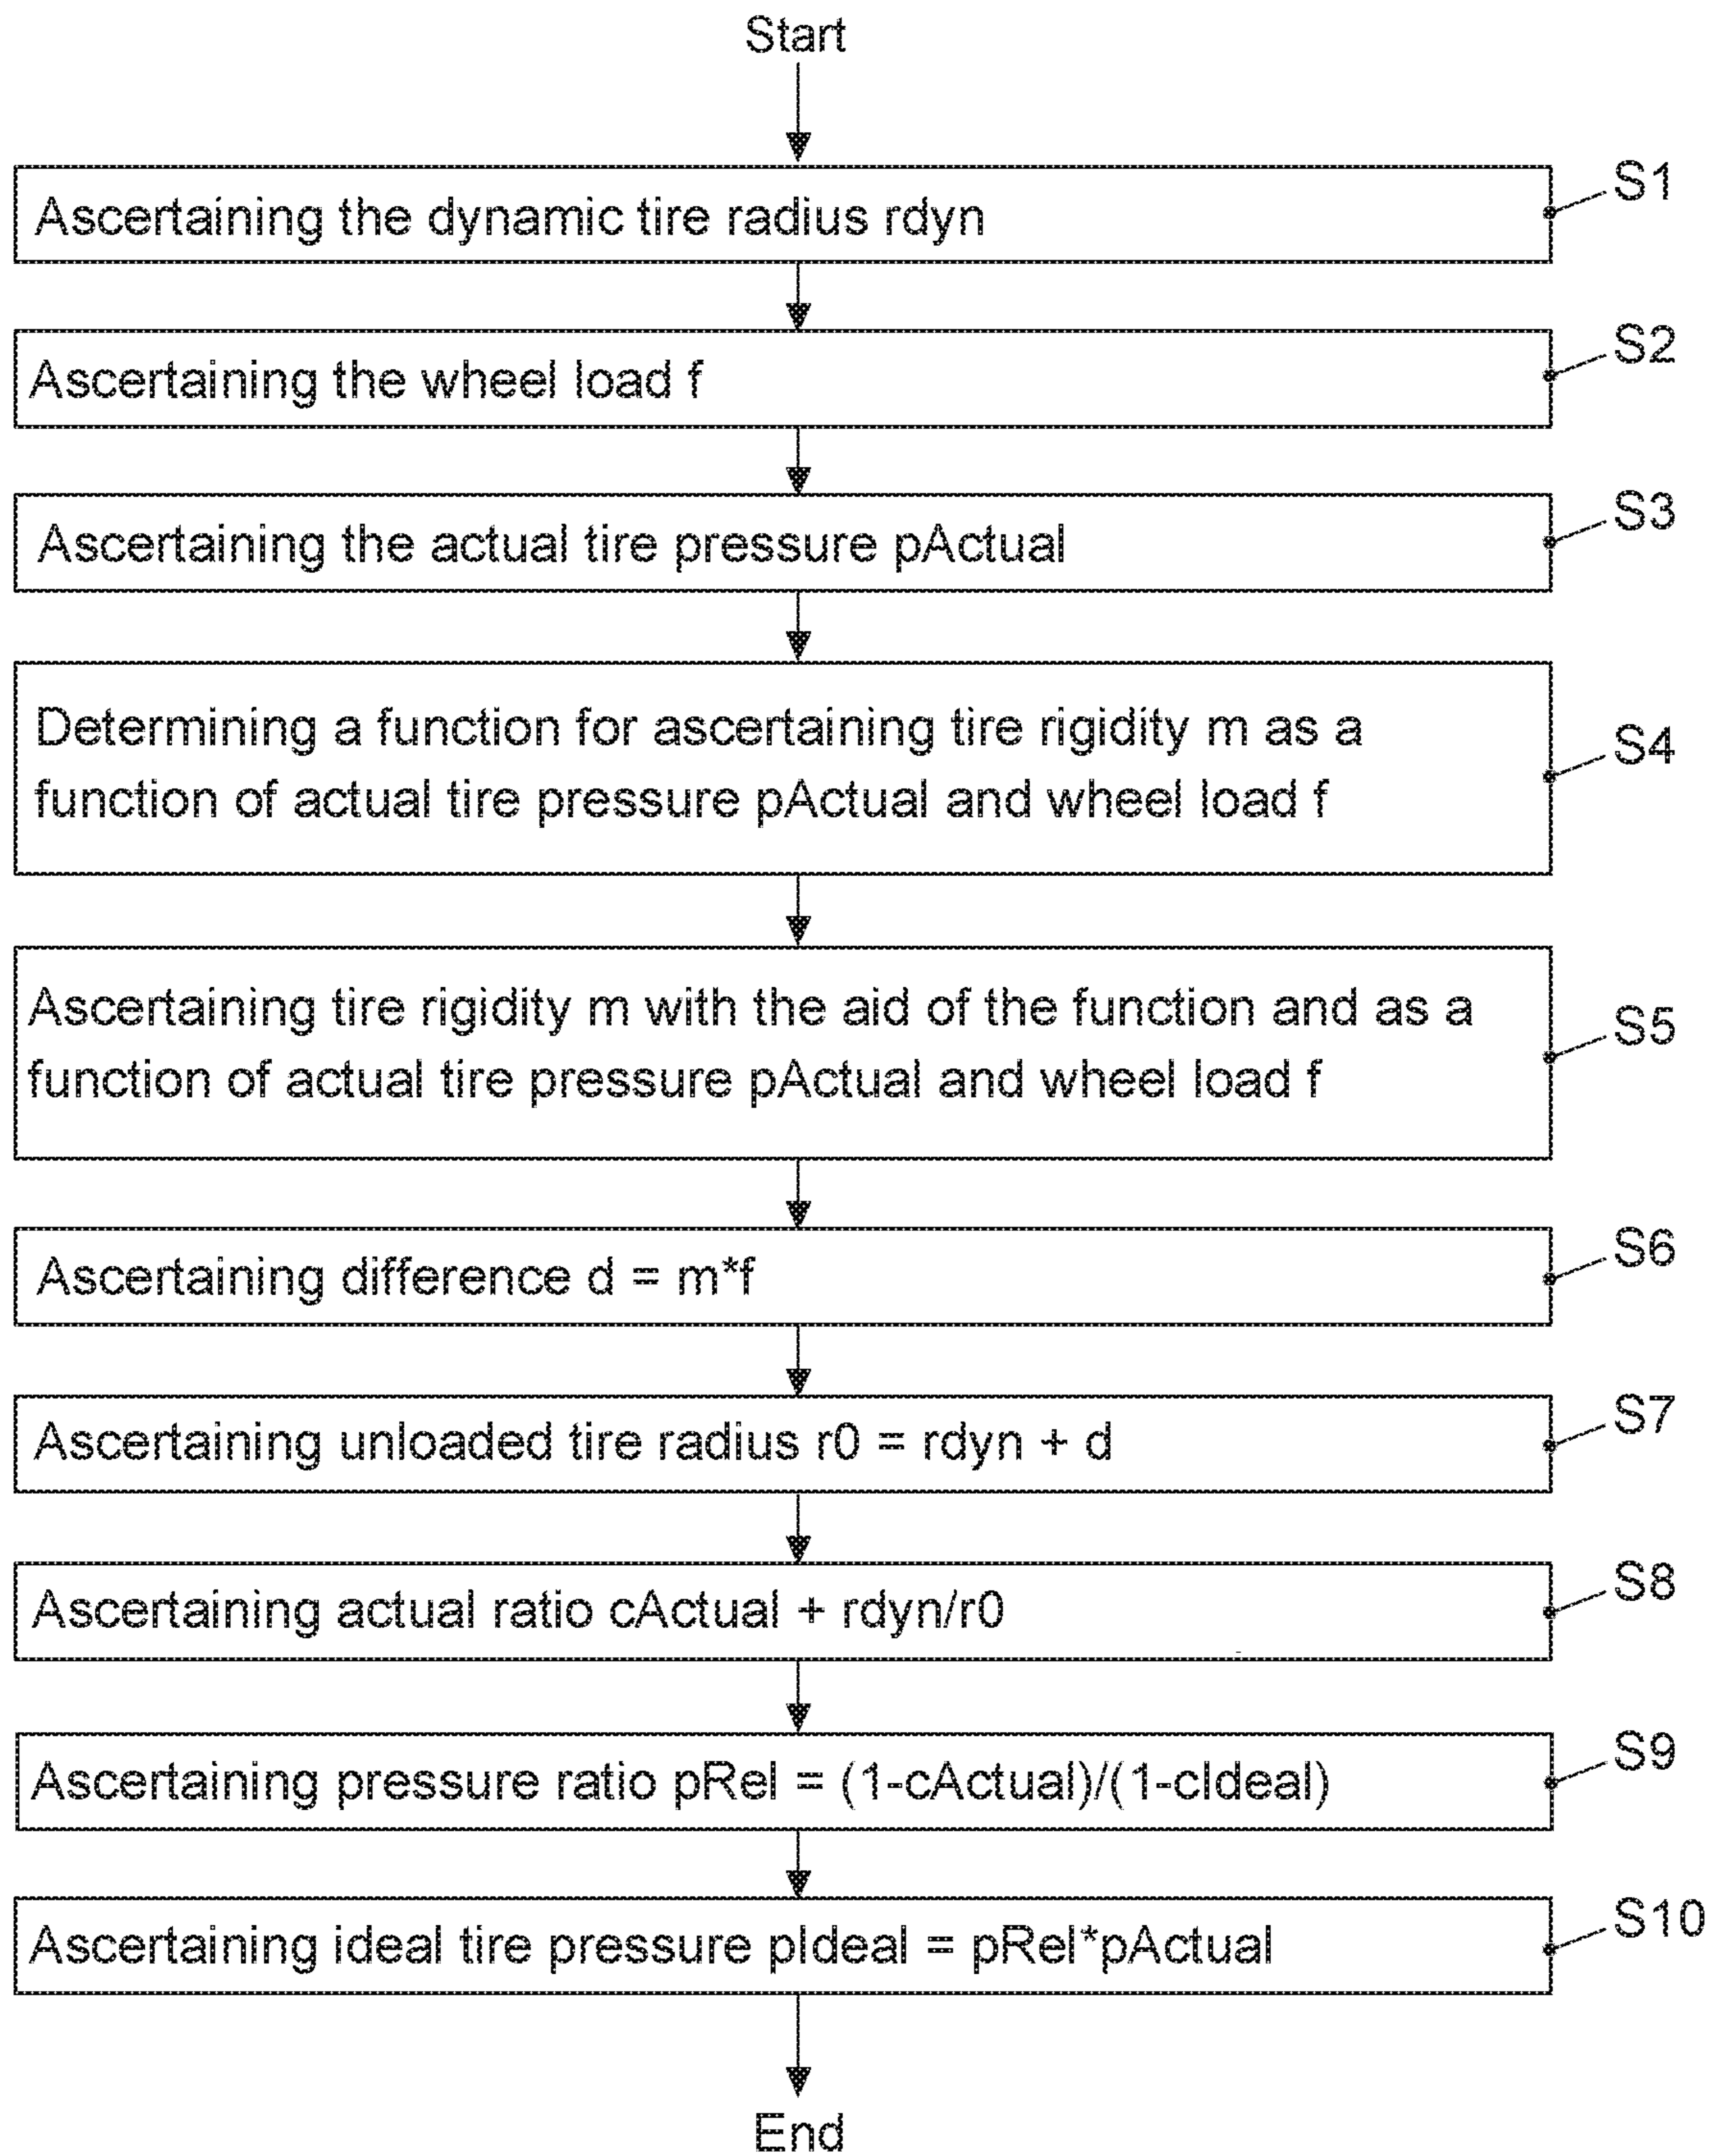 Start
Ascertaining the dynamic tire radius rdyn
S1
Ascertaining the wheel load f
S2
Ascertaining the actual tire pressure pActual
S3
Determining a function for ascertaining tire rigidity m as a
function of actual tire pressure pActual and wheel load f
S4
Ascertaining tire rigidity m with the aid of the function and as a
function of actual tire pressure pActual and wheel load f
S5
Ascertaining difference d = m*f
S6
Ascertaining unloaded tire radius r0 = rdyn + d
S7
Ascertaining actual ratio cActual + rdyn/r0
S8
Ascertaining pressure ratio pRel = (1-cActual)/(1-cIdeal)
S9
Ascertaining ideal tire pressure pIdeal = pRel*pActual
S10
End